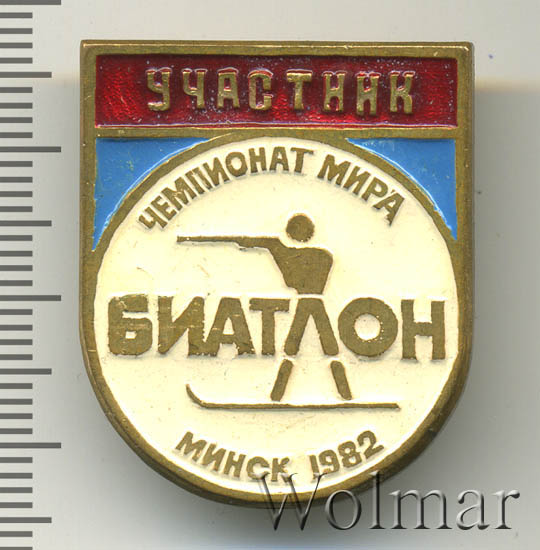 УЧАСТНИК
ЧЕМПИОНАТ МИРА
БИАТЛОН
МИНСК 1982
Wolmar